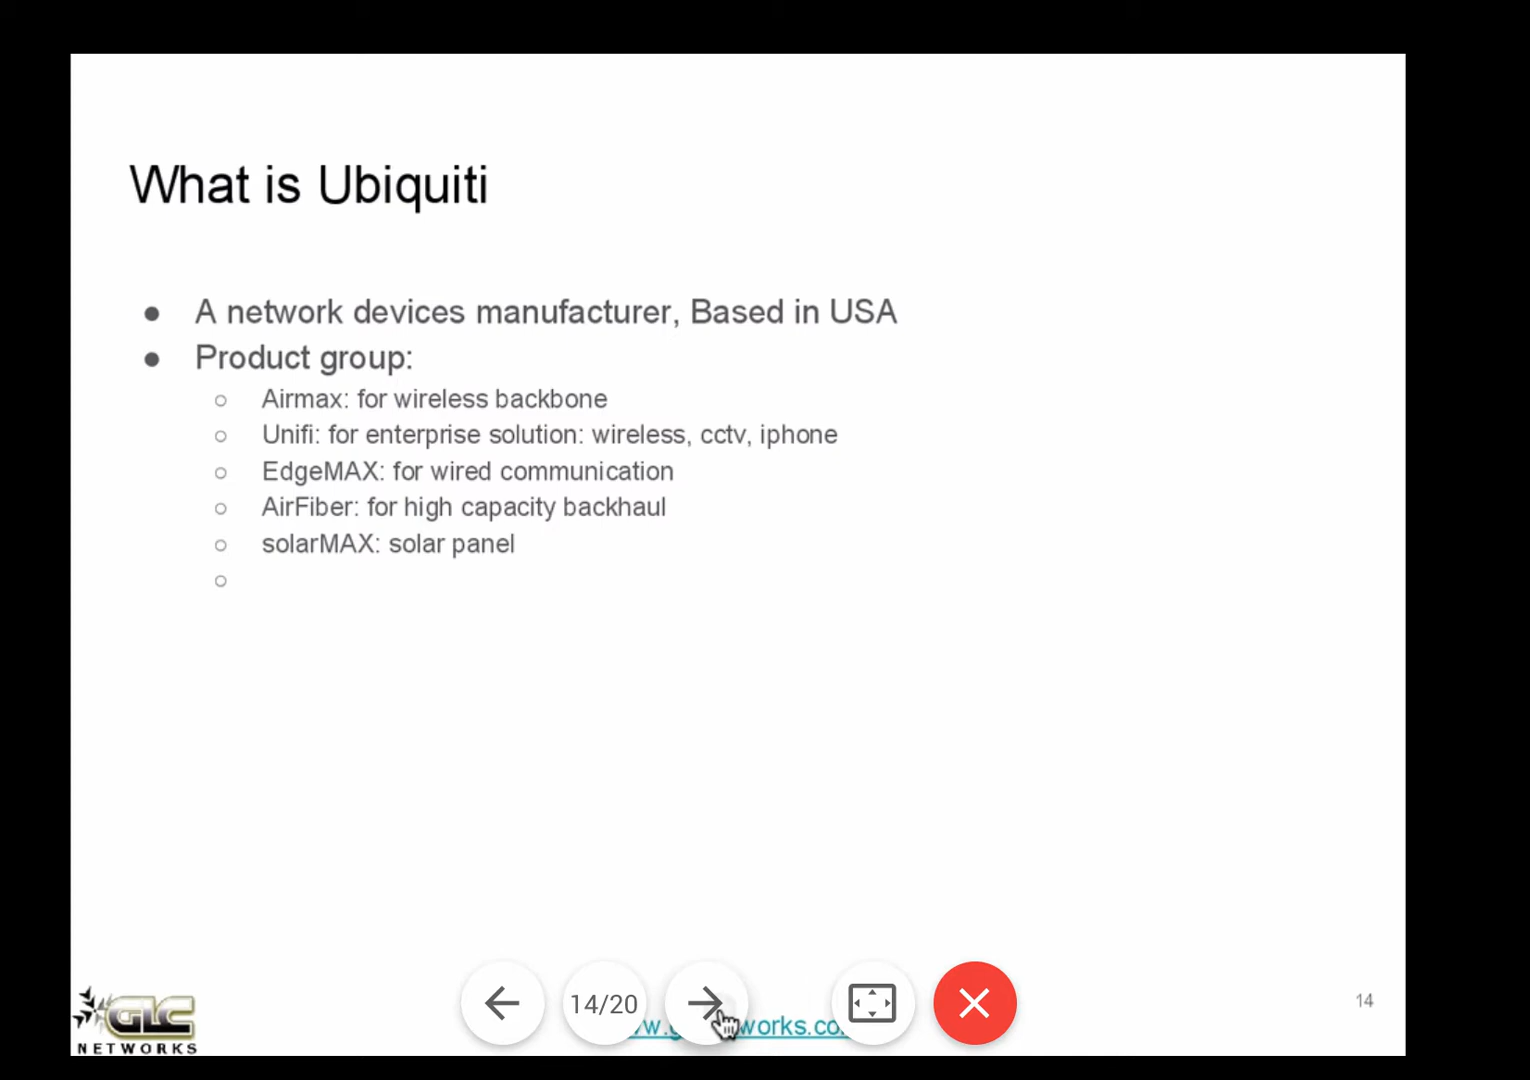 What is Ubiquiti
● A network devices manufacturer, Based in USA
● Product group:
○ Airmax: for wireless backbone
○ Unifi: for enterprise solution: wireless, cctv, iphone
○ EdgeMAX: for wired communication
○ AirFiber: for high capacity backhaul
○ solarMAX: solar panel
○
GLC
NETWORKS
14/20
14